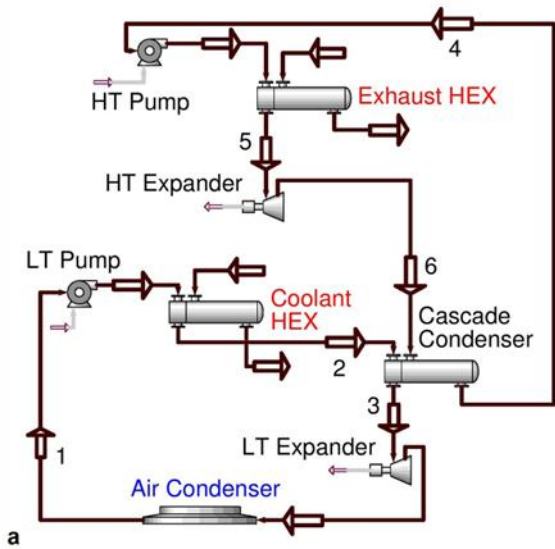 4
HT Pump
Exhaust HEX
5
HT Expander
LT Pump
6
Coolant
HEX
Cascade
Condenser
2
3
1
LT Expander
Air Condenser
a